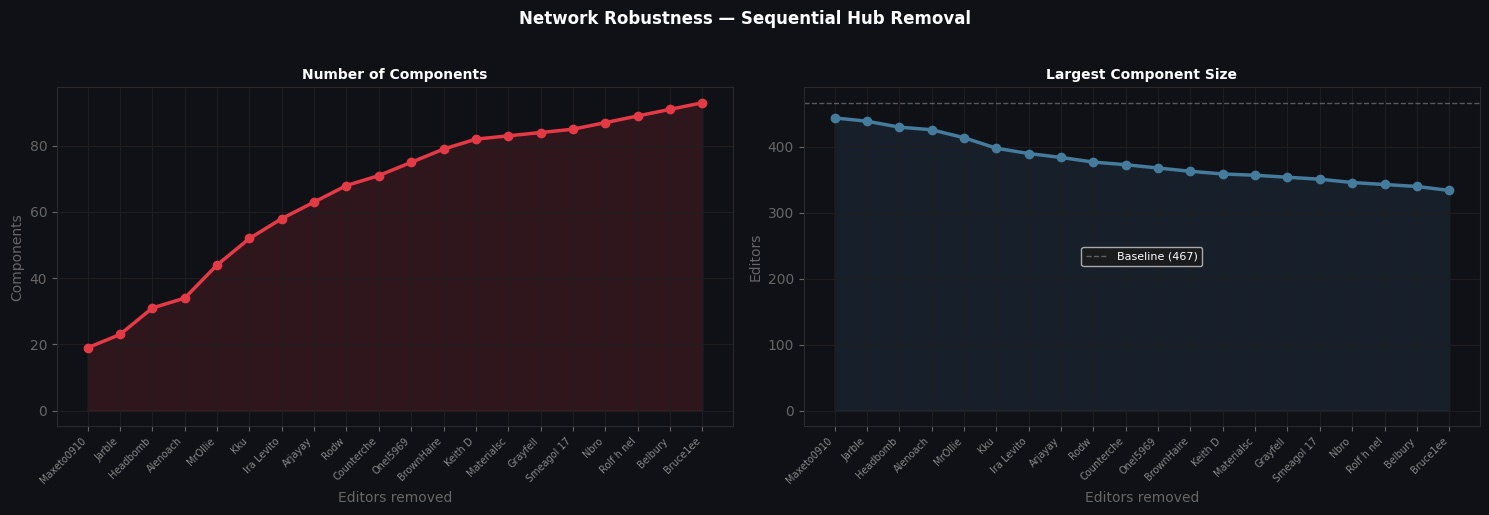 Network Robustness — Sequential Hub Removal
Number of Components
Components
80
60
40
20
0
Maxeto0910
Jarble
Headbomb
Alenoach
MrOllie
Kku
Ira Levito
Arjayay
Rodw
Counterche
Onel5969
BrownHaire
Keith D
Materialsc
Grayfell
Smeagol 17
Nbro
Rolf h nel
Belbury
Bruce1ee
Editors removed
Largest Component Size
Editors
400
300
200
100
0
Baseline (467)
Maxeto0910
Jarble
Headbomb
Alenoach
MrOllie
Kku
Ira Levito
Arjayay
Rodw
Counterche
Onel5969
BrownHaire
Keith D
Materialsc
Grayfell
Smeagol 17
Nbro
Rolf h nel
Belbury
Bruce1ee
Editors removed